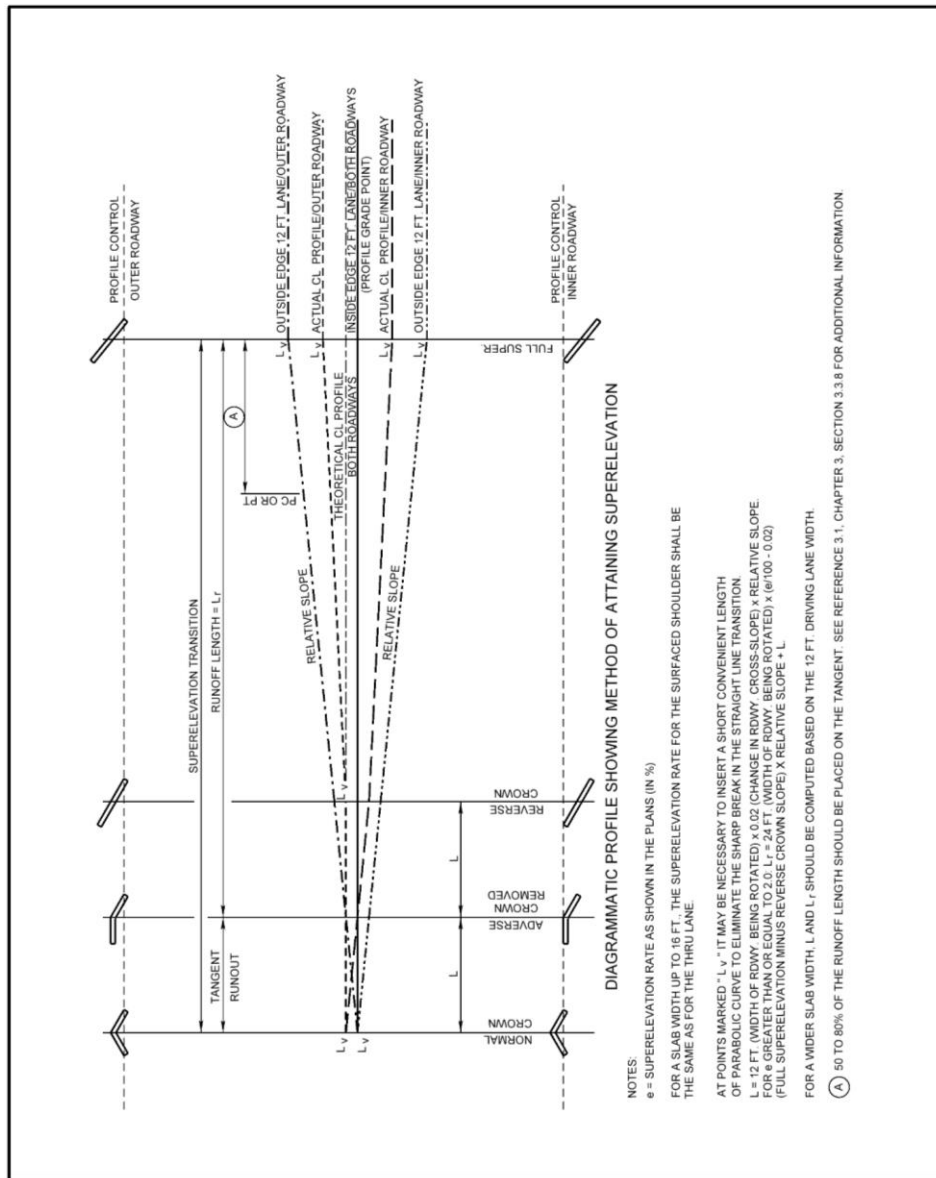 PROFILE CONTROL
OUTER ROADWAY
SUPERELEVATION TRANSITION
RUNOFF LENGTH = Lr
TANGENT
RUNOUT
A
PC OR PT
Lv
OUTSIDE EDGE 12 FT. LANE/OUTER ROADWAY
Lv
ACTUAL CL PROFILE/OUTER ROADWAY
THEORETICAL CL PROFILE
BOTH ROADWAYS
INSIDE EDGE 12 FT. LANE/BOTH ROADWAYS
(PROFILE GRADE POINT)
Lv
ACTUAL CL PROFILE/INNER ROADWAY
Lv
OUTSIDE EDGE 12 FT. LANE/INNER ROADWAY
RELATIVE SLOPE
RELATIVE SLOPE
Lv
Lv
Lv
L
L
NORMAL
CROWN
ADVERSE
CROWN
REMOVED
REVERSE
CROWN
FULL SUPER.
PROFILE CONTROL
INNER ROADWAY
DIAGRAMMATIC PROFILE SHOWING METHOD OF ATTAINING SUPERELEVATION
NOTES:
e = SUPERELEVATION RATE AS SHOWN IN THE PLANS (IN %)
FOR A SLAB WIDTH UP TO 16 FT., THE SUPERELEVATION RATE FOR THE SURFACED SHOULDER SHALL BE
THE SAME AS FOR THE THRU LANE.
AT POINTS MARKED " Lv " IT MAY BE NECESSARY TO INSERT A SHORT CONVENIENT LENGTH
OF PARABOLIC CURVE TO ELIMINATE THE SHARP BREAK IN THE STRAIGHT LINE TRANSITION.
L = 12 FT. (WIDTH OF RDWY. BEING ROTATED) x 0.02 (CHANGE IN RDWY. CROSS-SLOPE) x RELATIVE SLOPE.
FOR e GREATER THAN OR EQUAL TO 2.0: Lr = 24 FT. (WIDTH OF RDWY. BEING ROTATED) x (e/100 - 0.02)
(FULL SUPERELEVATION MINUS REVERSE CROWN SLOPE) X RELATIVE SLOPE + L.
FOR A WIDER SLAB WIDTH, L AND Lr SHOULD BE COMPUTED BASED ON THE 12 FT. DRIVING LANE WIDTH.
A 50 TO 80% OF THE RUNOFF LENGTH SHOULD BE PLACED ON THE TANGENT. SEE REFERENCE 3.1, CHAPTER 3, SECTION 3.3.8 FOR ADDITIONAL INFORMATION.